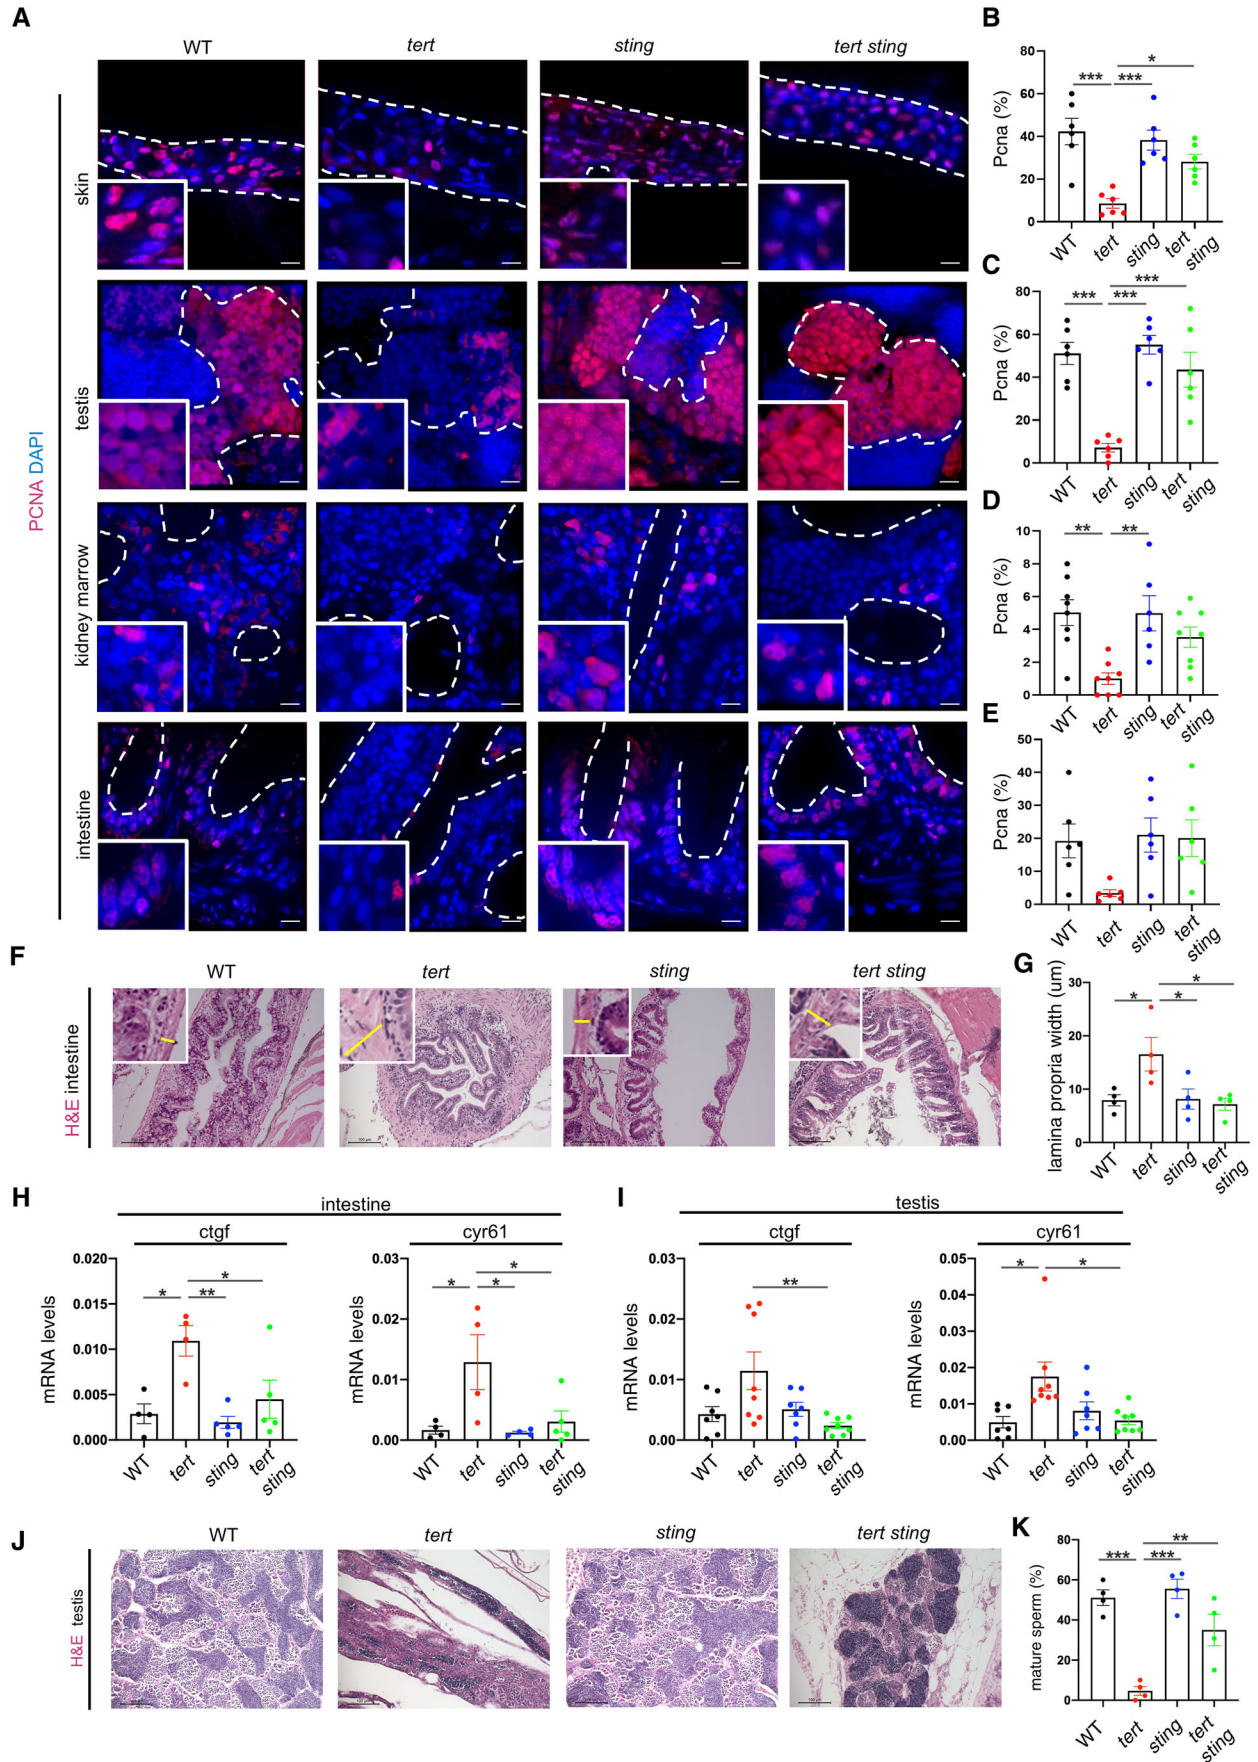 A
WT
tert
sting
tert sting
PCNA DAPI
skin
testis
kidney marrow
intestine
B
Pcna (%)
80
60
40
20
0
***
***
*
WT
tert
sting
tert
sting
C
Pcna (%)
80
60
40
20
0
***
***
***
WT
tert
sting
tert
sting
D
Pcna (%)
10
8
6
4
2
0
**
**
WT
tert
sting
tert
sting
E
Pcna (%)
50
40
30
20
10
0
WT
tert
sting
tert
sting
F
WT
tert
sting
tert sting
H&E intestine
G
lamina propria width (um)
30
20
10
0
*
*
*
WT
tert
sting
tert
sting
H
intestine
ctgf
mRNA levels
0.020
0.015
0.010
0.005
0.000
*
**
*
WT
tert
sting
tert
sting
cyr61
mRNA levels
0.03
0.02
0.01
0.00
*
*
*
WT
tert
sting
tert
sting
I
testis
ctgf
mRNA levels
0.03
0.02
0.01
0.00
**
WT
tert
sting
tert
sting
cyr61
mRNA levels
0.05
0.04
0.03
0.02
0.01
0.00
*
*
WT
tert
sting
tert
sting
J
WT
tert
sting
tert sting
H&E testis
K
mature sperm (%)
80
60
40
20
0
***
***
**
WT
tert
sting
tert
sting